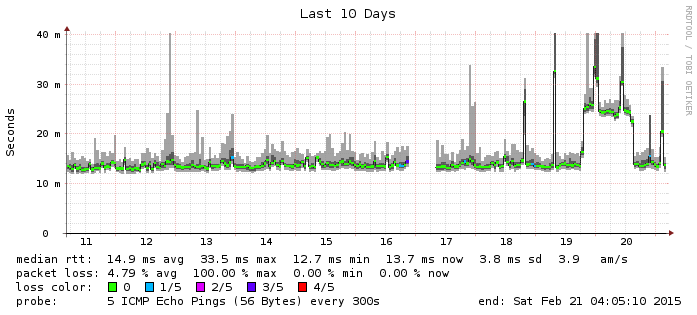 Last 10 Days
RRDTOOL / TOBI OETIKER
Seconds
40 m
30 m
20 m
10 m
0
11 12 13 14 15 16 17 18 19 20
median rtt: 14.9 ms avg 33.5 ms max 12.7 ms min 13.7 ms now 3.8 ms sd 3.9 am/s
packet loss: 4.79 % avg 100.00 % max 0.00 % min 0.00 % now
loss color: 0 1/5 2/5 3/5 4/5
probe: 5 ICMP Echo Pings (56 Bytes) every 300s end: Sat Feb 21 04:05:10 2015